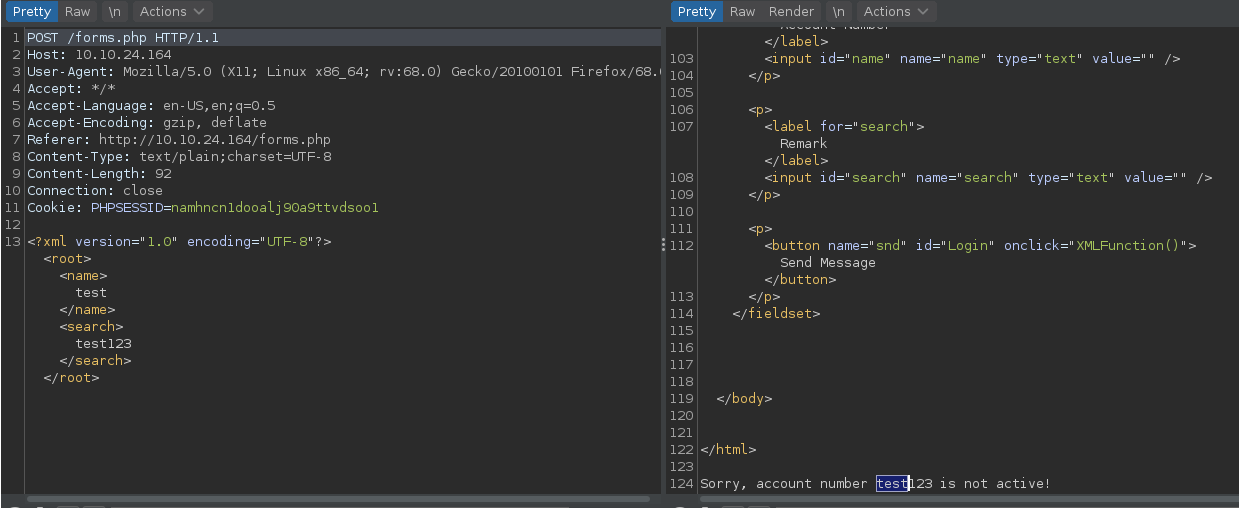 Pretty Raw \n Actions
1 POST /forms.php HTTP/1.1
2 Host: 10.10.24.164
3 User-Agent: Mozilla/5.0 (X11; Linux x86_64; rv:68.0) Gecko/20100101 Firefox/68.
4 Accept: */*
5 Accept-Language: en-US,en;q=0.5
6 Accept-Encoding: gzip, deflate
7 Referer: http://10.10.24.164/forms.php
8 Content-Type: text/plain;charset=UTF-8
9 Content-Length: 92
10 Connection: close
11 Cookie: PHPSESSID=namhncn1dooalj90a9ttvdsoo1
12
13 <?xml version="1.0" encoding="UTF-8"?>
<root>
<name>
test
</name>
<search>
test123
</search>
</root>
Pretty Raw Render \n Actions
Account Number
</label>
103 <input id="name" name="name" type="text" value="" />
104 </p>
105
106 <p>
107 <label for="search">
Remark
</label>
108 <input id="search" name="search" type="text" value="" />
109 </p>
110
111 <p>
112 <button name="snd" id="Login" onclick="XMLFunction()">
Send Message
</button>
113 </p>
114 </fieldset>
115
116
117
118
119 </body>
120
121
122 </html>
123
124 Sorry, account number test123 is not active!